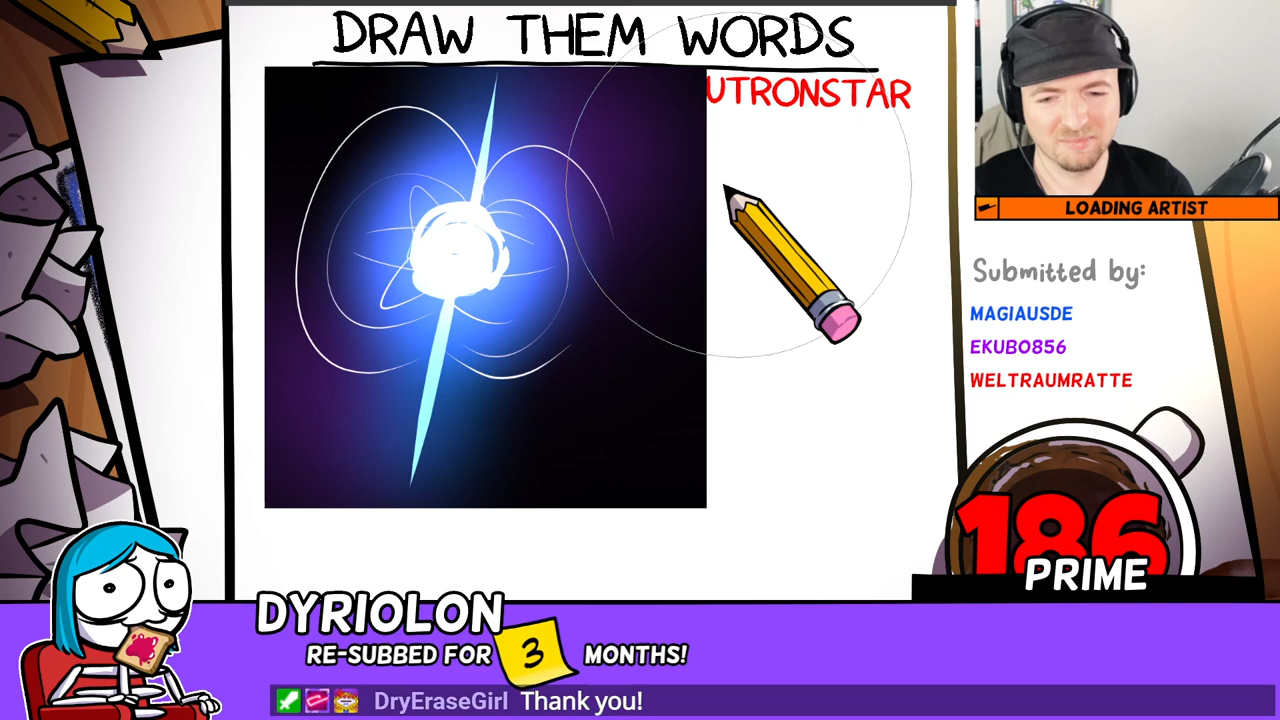 DRAW THEM WORDS
UTRONSTAR
LOADING ARTIST
Submitted by:
MAGIAUSDE
EKUBO856
WELTRAUMRATTE
186
PRIME
DYRIOLON
RE-SUBBED FOR 3 MONTHS!
DryEraseGirl Thank you!